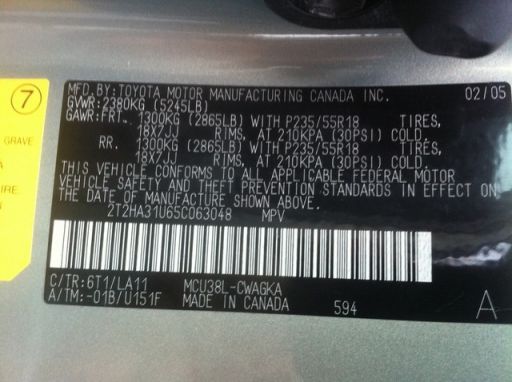 7
GRAVE
A
IRE
N
MFD.BY:TOYOTA MOTOR MANUFACTURING CANADA INC. 02/05
GVWR:2380KG (5245LB)
GAWR:FRT. 1300KG (2865LB) WITH P235/55R18 TIRES,
18X7JJ RIMS, AT 210KPA (30PSI) COLD.
RR. 1300KG (2865LB) WITH P235/55R18 TIRES,
18X7JJ RIMS, AT 210KPA (30PSI) COLD.
THIS VEHICLE CONFORMS TO ALL APPLICABLE FEDERAL MOTOR
VEHICLE SAFETY AND THEFT PREVENTION STANDARDS IN EFFECT ON
THE DATE OF MANUFACTURE SHOWN ABOVE.
2T2HA31U65C063048 MPV
C/TR:6T1/LA11 MCU38L-CWAGKA
A/TM:-01B/U151F MADE IN CANADA 594 A